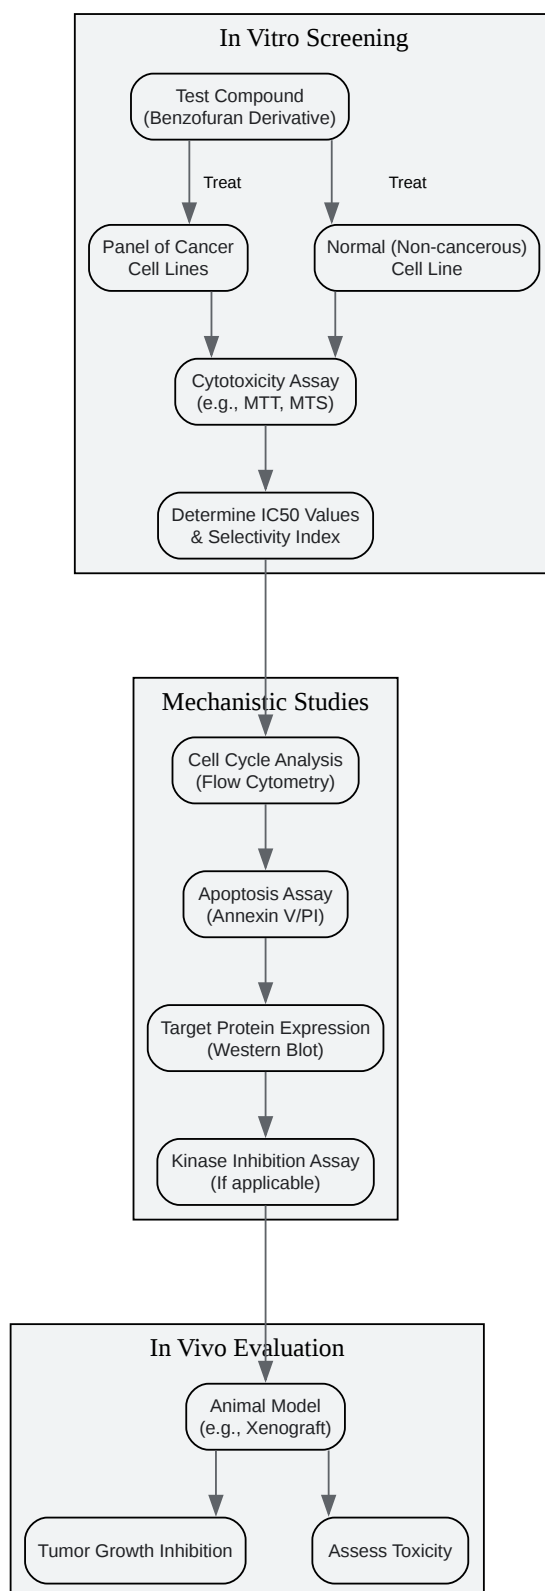 In Vitro Screening
Test Compound
(Benzofuran Derivative)
Treat
Treat
Panel of Cancer
Cell Lines
Normal (Non-cancerous)
Cell Line
Cytotoxicity Assay
(e.g., MTT, MTS)
Determine IC50 Values
& Selectivity Index
Mechanistic Studies
Cell Cycle Analysis
(Flow Cytometry)
Apoptosis Assay
(Annexin V/PI)
Target Protein Expression
(Western Blot)
Kinase Inhibition Assay
(If applicable)
In Vivo Evaluation
Animal Model
(e.g., Xenograft)
Tumor Growth Inhibition
Assess Toxicity